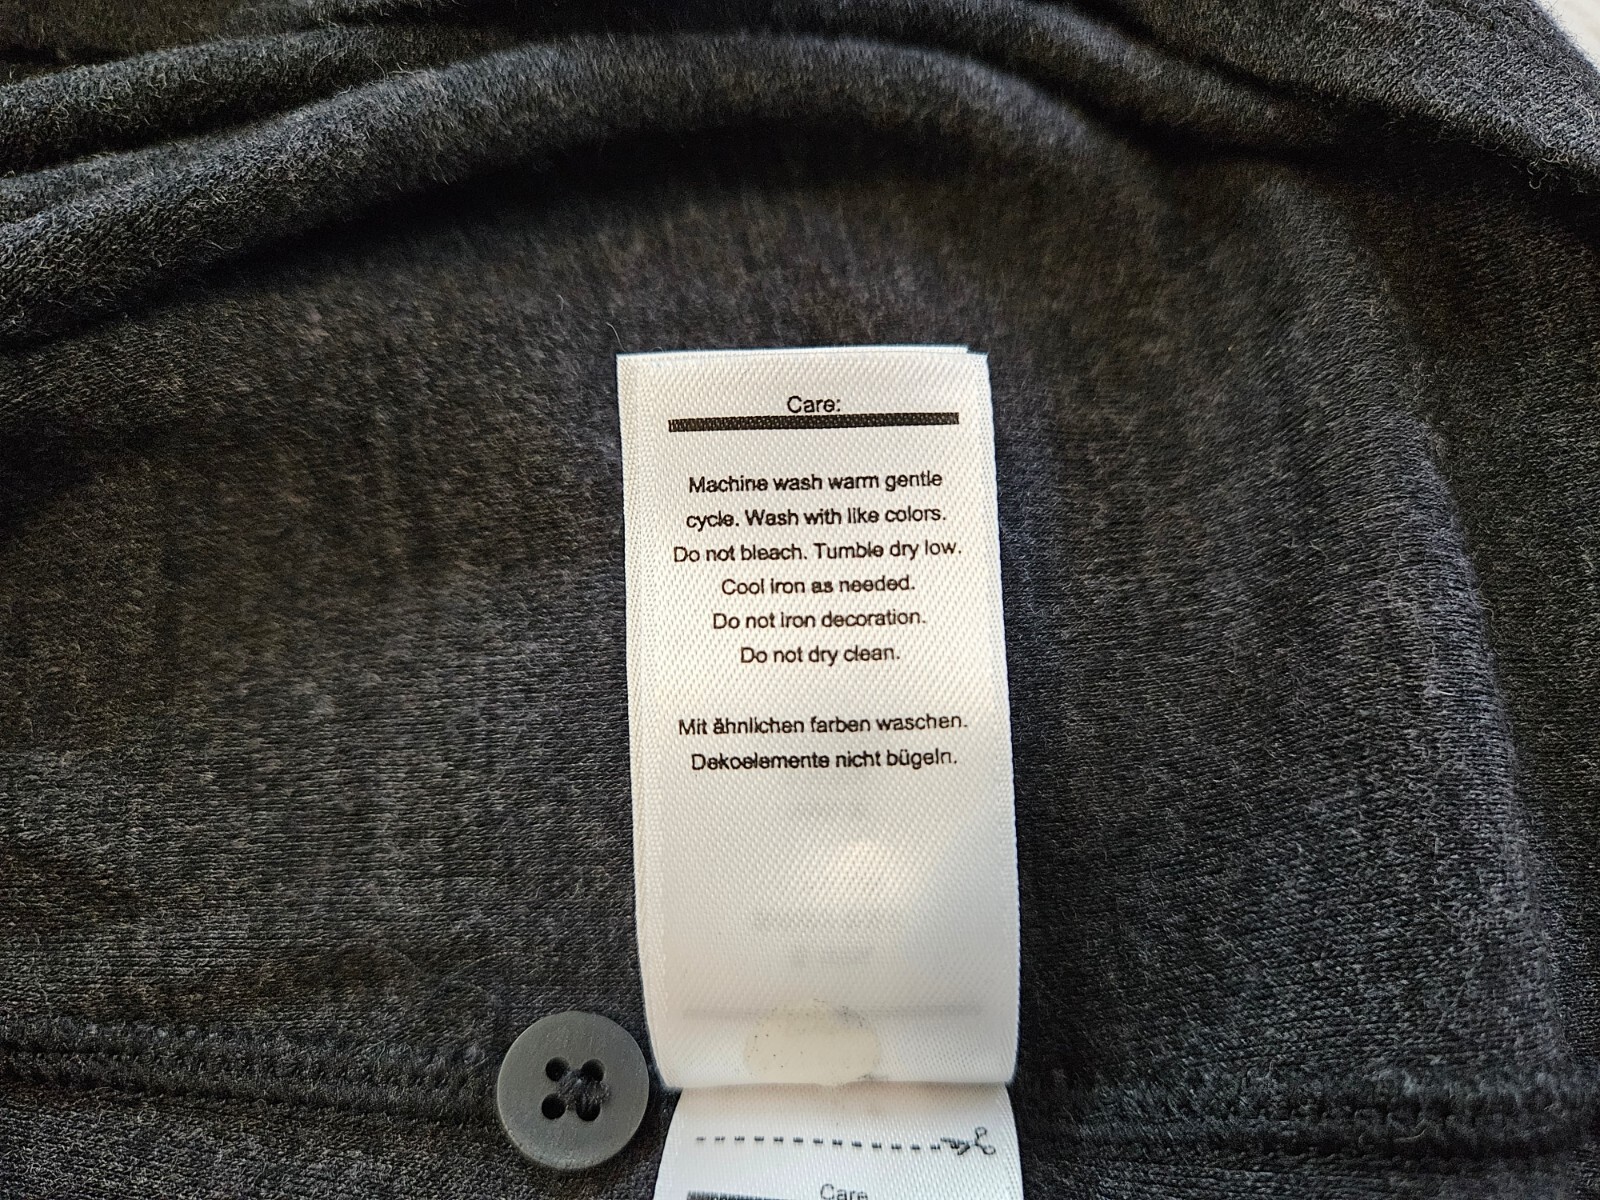 Care:
Machine wash warm gentle
cycle. Wash with like colors.
Do not bleach. Tumble dry low.
Cool iron as needed.
Do not iron decoration.
Do not dry clean.
Mit ähnlichen farben waschen.
Dekoelemente nicht bügeln.
Care